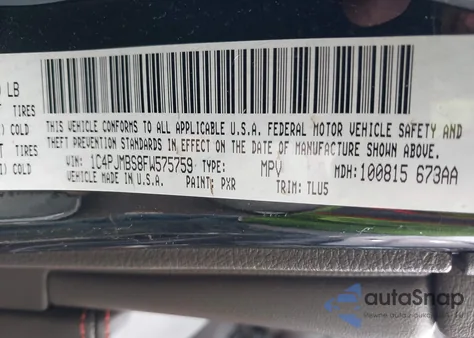 LB
TIRES
COLD
TIRES
COLD
THIS VEHICLE CONFORMS TO ALL APPLICABLE U.S.A. FEDERAL MOTOR VEHICLE SAFETY AND
THEFT PREVENTION STANDARDS IN EFFECT ON THE DATE OF MANUFACTURE SHOWN ABOVE.
VIN: 1C4PJMBS8FW575759 TYPE: MPV MDH: 100815 673AA
VEHICLE MADE IN U.S.A. PAINT: PXR TRIM: TLU5
autaSnap